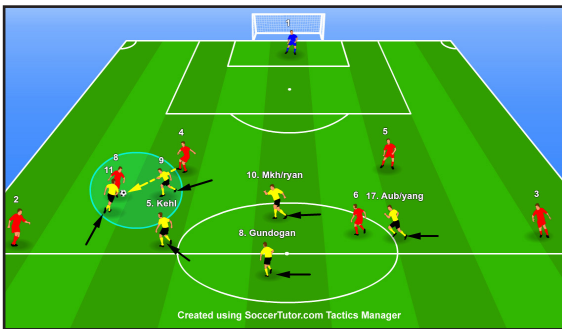 1
4
5
8
9
11
10. Mkh/ryan
2
5. Kehl
6
17. Aub/yang
3
8. Gundogan
Created using SoccerTutor.com Tactics Manager